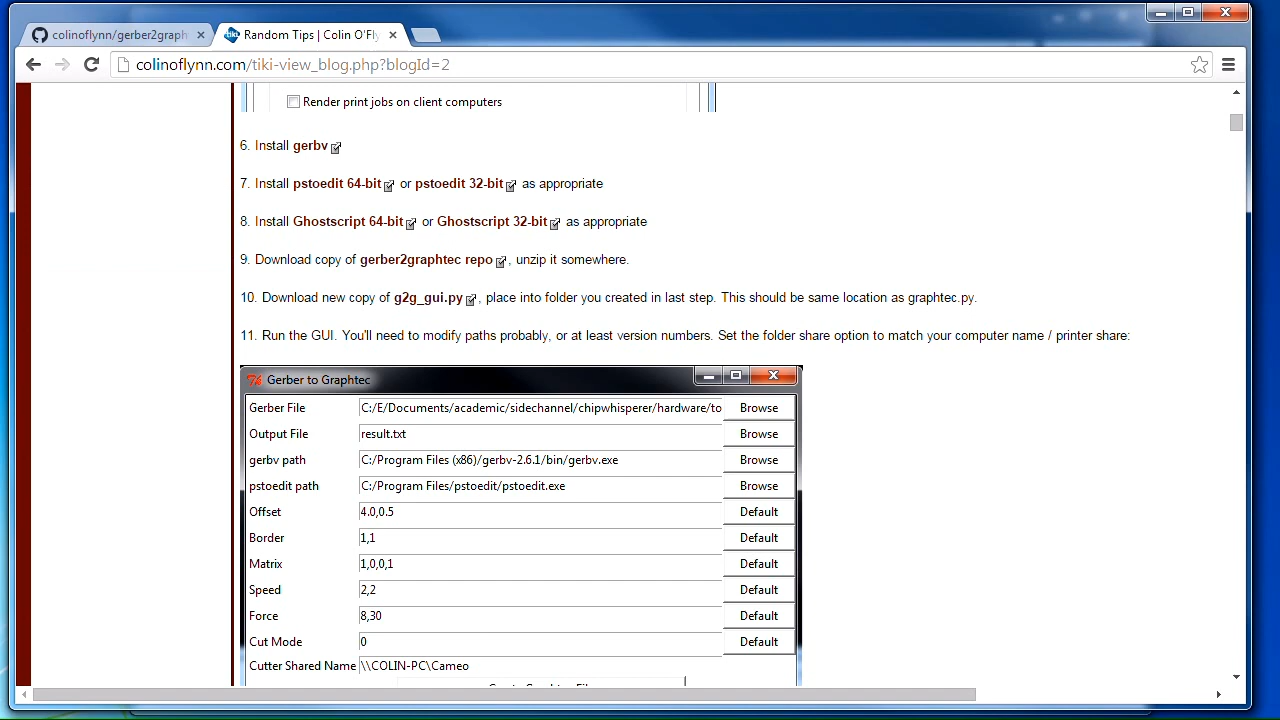 colinoflynn/gerber2graph
Random Tips | Colin O'Fly
colinoflynn.com/tiki-view_blog.php?blogId=2
Render print jobs on client computers
6. Install gerbv
7. Install pstoedit 64-bit or pstoedit 32-bit as appropriate
8. Install Ghostscript 64-bit or Ghostscript 32-bit as appropriate
9. Download copy of gerber2graphtec repo , unzip it somewhere.
10. Download new copy of g2g_gui.py , place into folder you created in last step. This should be same location as graphtec.py.
11. Run the GUI. You'll need to modify paths probably, or at least version numbers. Set the folder share option to match your computer name / printer share:
Gerber to Graphtec
Gerber File C:/E/Documents/academic/sidechannel/chipwhisperer/hardware/to Browse
Output File result.txt Browse
gerbv path C:/Program Files (x86)/gerbv-2.6.1/bin/gerbv.exe Browse
pstoedit path C:/Program Files/pstoedit/pstoedit.exe Browse
Offset 4.0,0.5 Default
Border 1,1 Default
Matrix 1,0,0,1 Default
Speed 2,2 Default
Force 8,30 Default
Cut Mode 0 Default
Cutter Shared Name \\COLIN-PC\Cameo